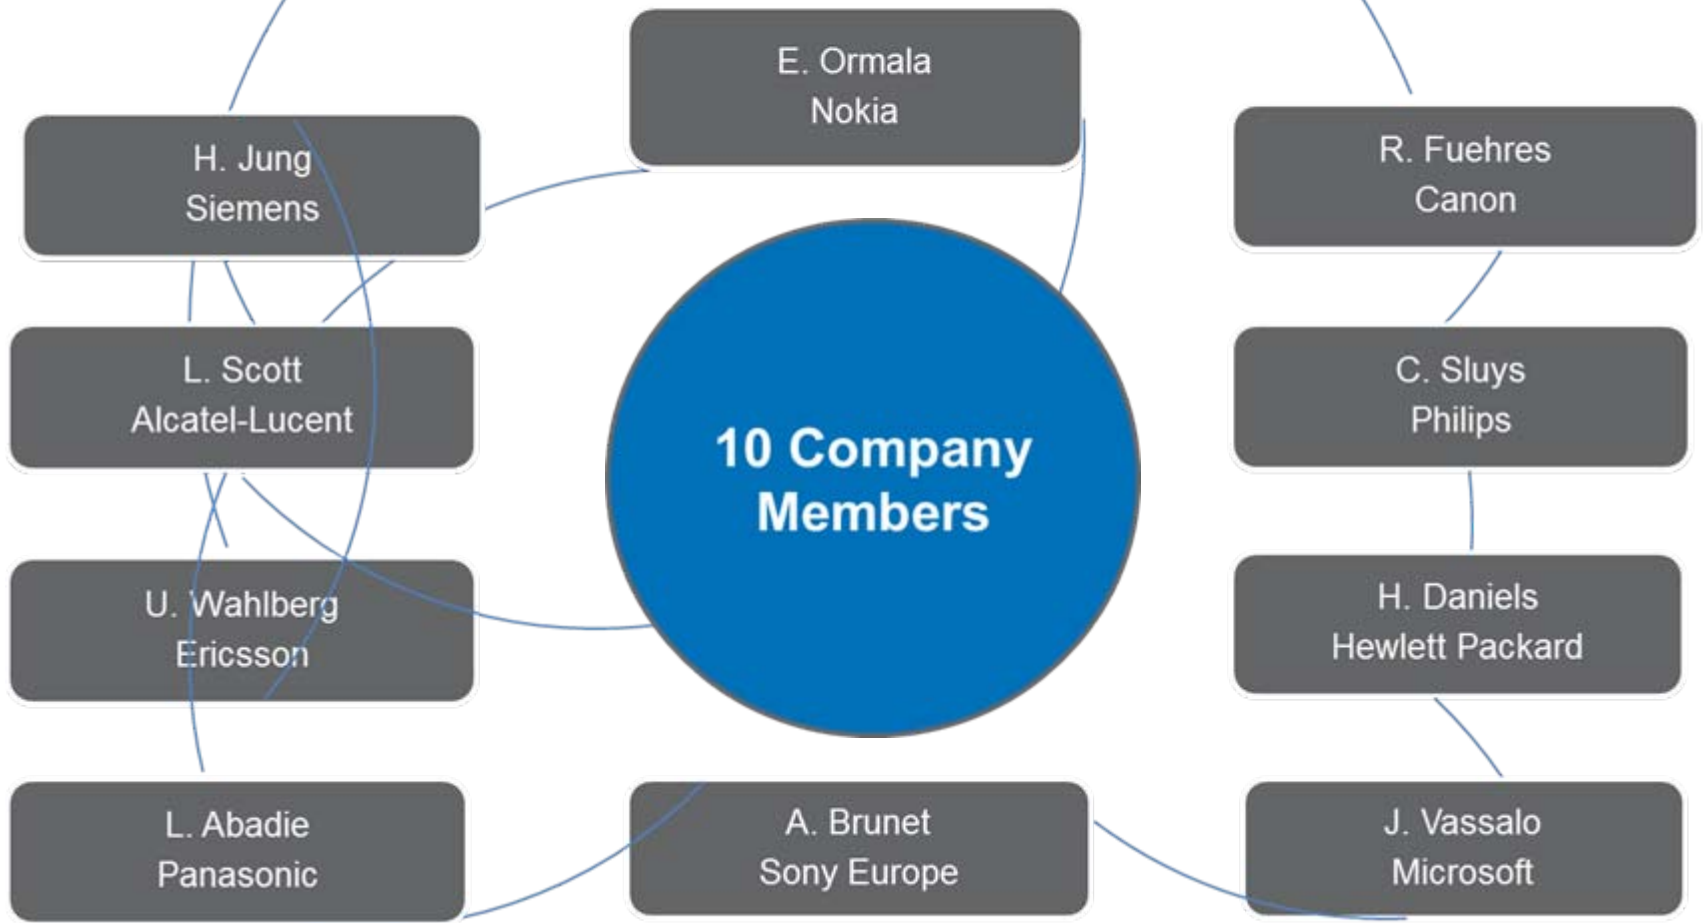 E. Ormala
Nokia
H. Jung
Siemens
R. Fuehres
Canon
L. Scott
Alcatel-Lucent
C. Sluys
Philips
10 Company
Members
U. Wahlberg
Ericsson
H. Daniels
Hewlett Packard
L. Abadie
Panasonic
A. Brunet
Sony Europe
J. Vassalo
Microsoft